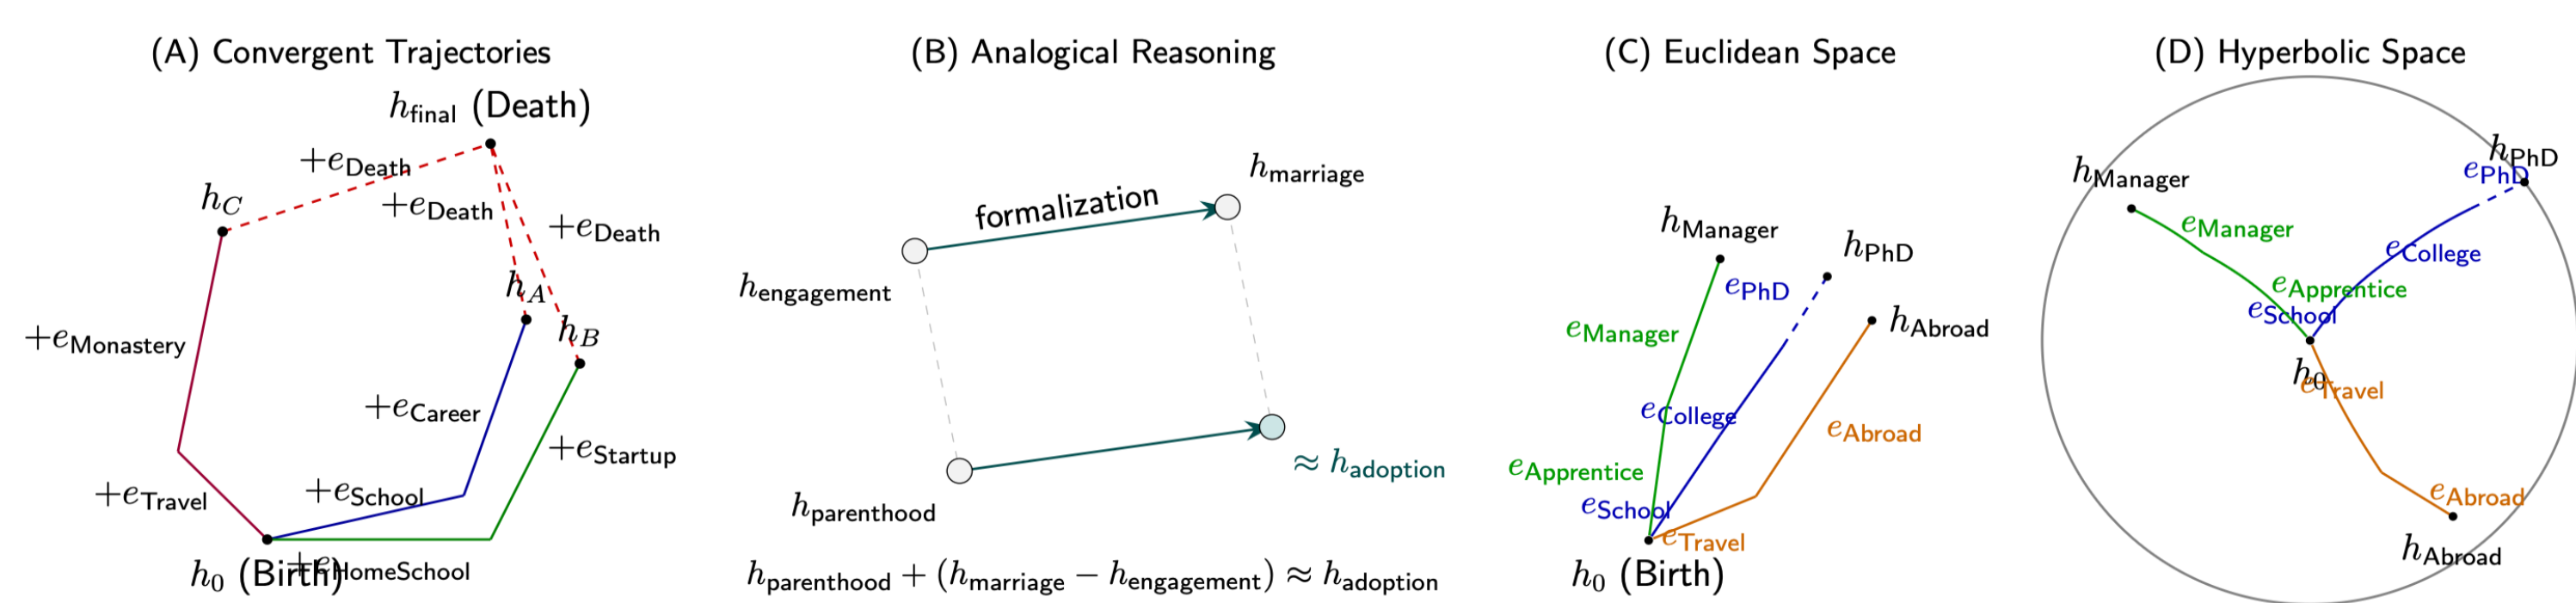 (A) Convergent Trajectories
h_final (Death)
+e_Death
h_C
+e_Death
+e_Death
h_A
h_B
+e_Monastery
+e_Career
+e_Startup
+e_School
+e_Travel
h_0 (Birth)
+e_HomeSchool
(B) Analogical Reasoning
h_marriage
formalization
h_engagement
≈ h_adoption
h_parenthood
h_parenthood + (h_marriage − h_engagement) ≈ h_adoption
(C) Euclidean Space
h_Manager
h_PhD
e_PhD
h_Abroad
e_Manager
e_College
e_Abroad
e_Apprentice
e_School
e_Travel
h_0 (Birth)
(D) Hyperbolic Space
h_PhD
e_PhD
h_Manager
e_Manager
e_College
e_Apprentice
e_School
h_0
e_Travel
e_Abroad
h_Abroad